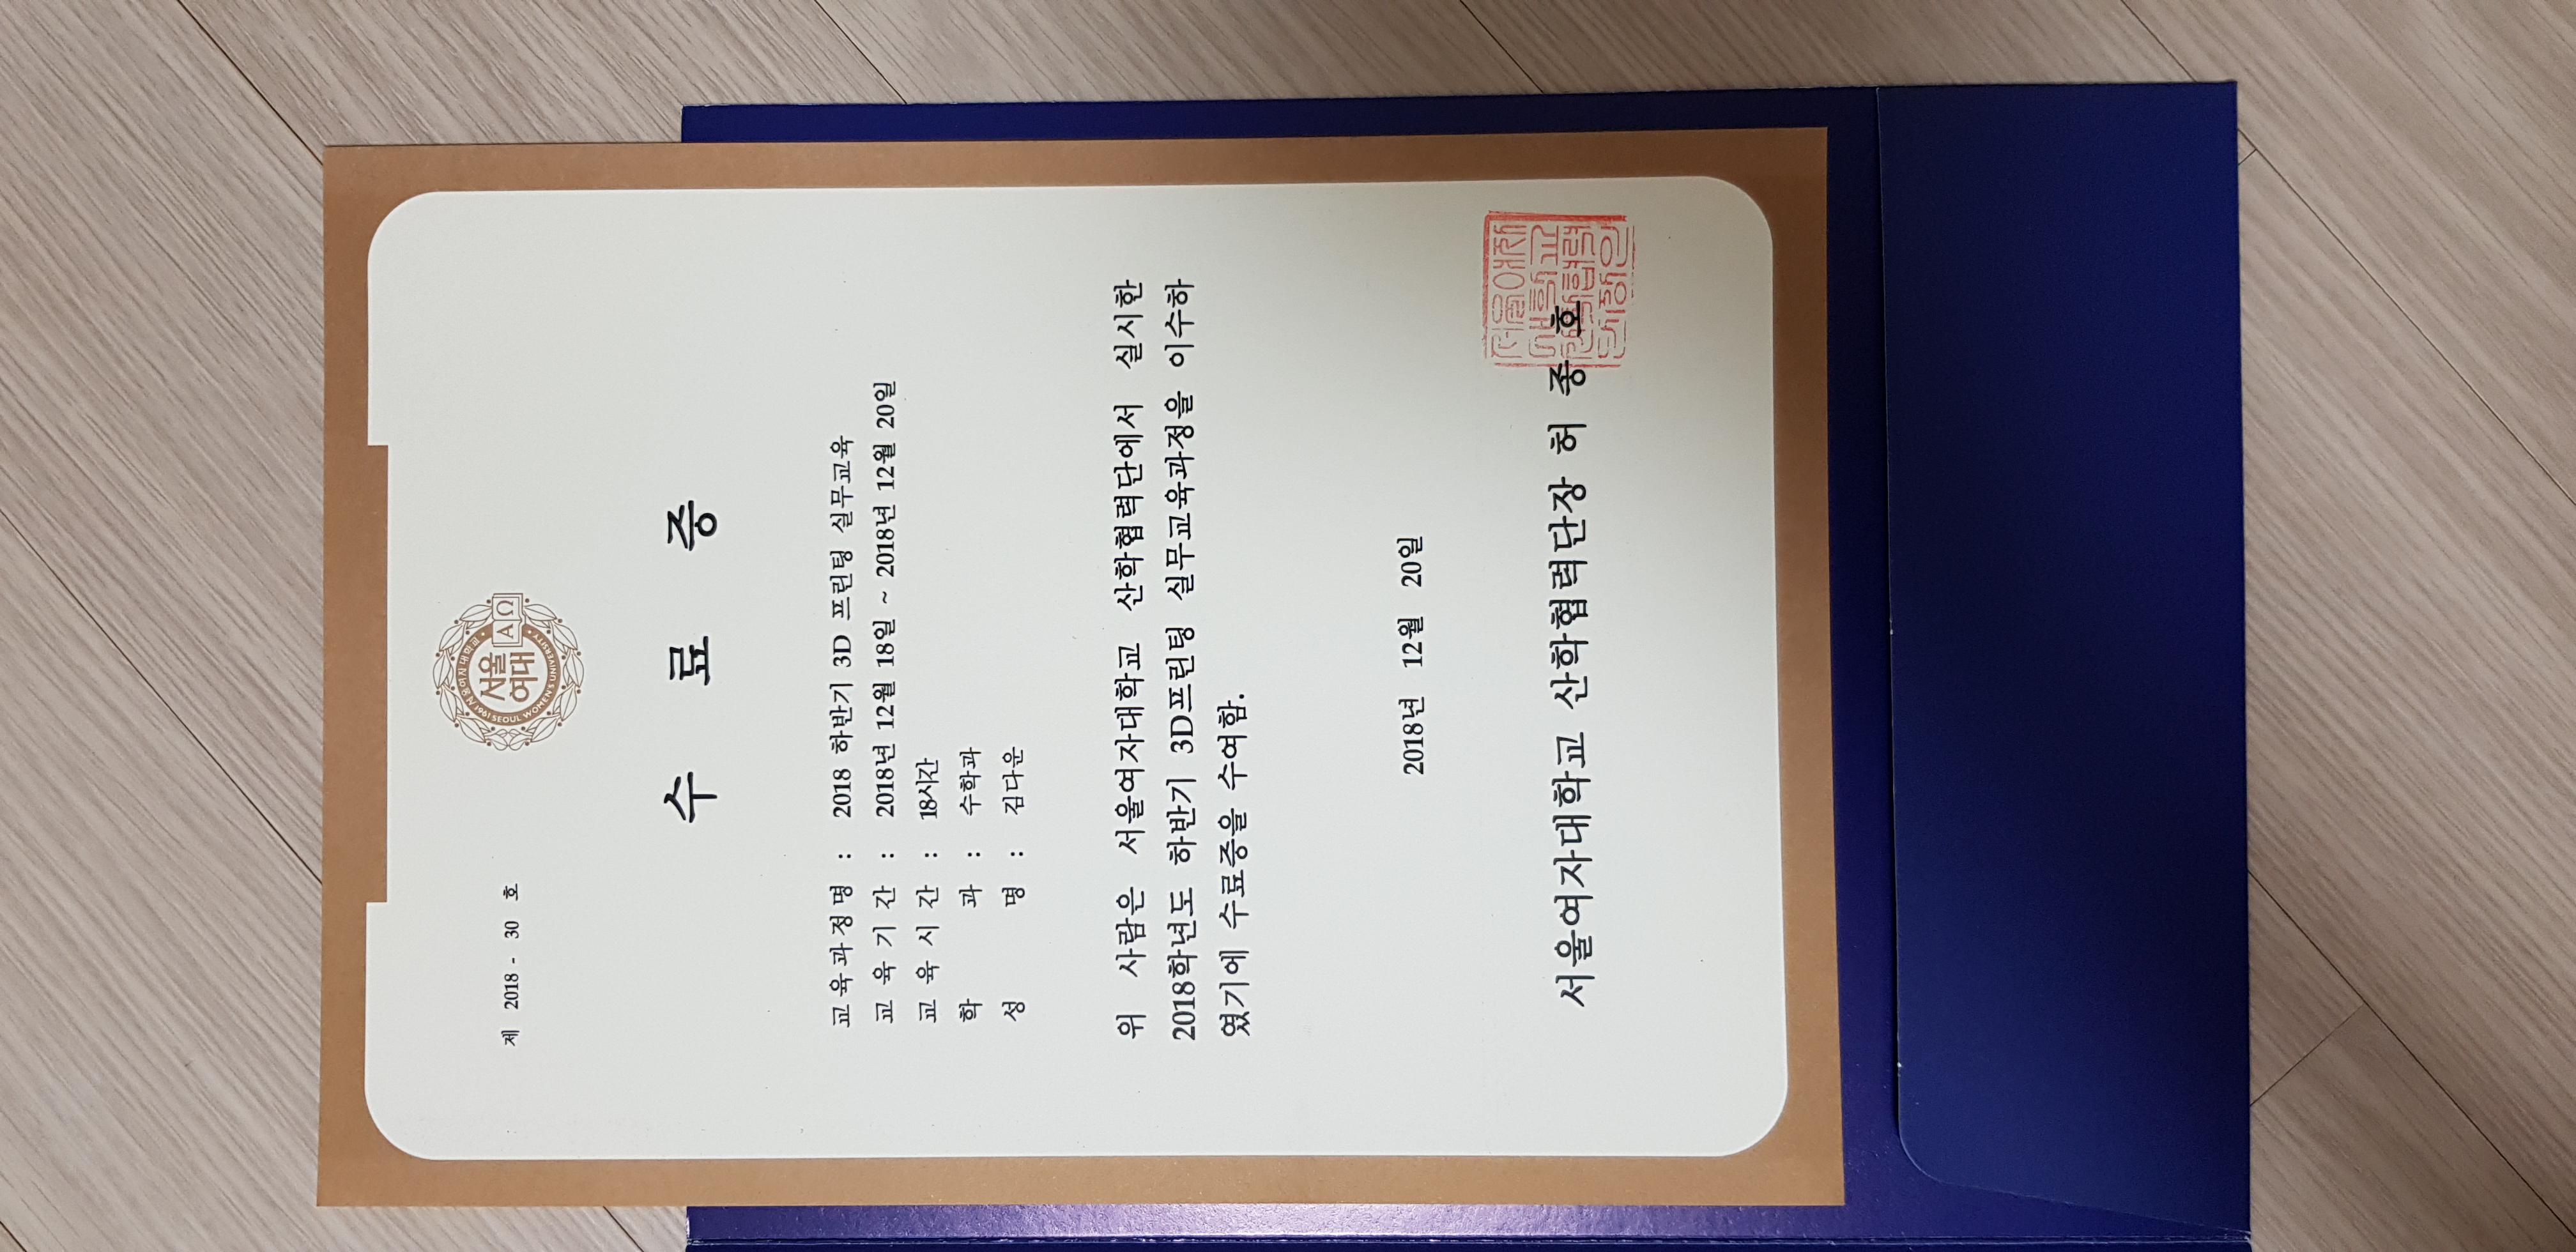 제 2018 - 30 호
1961 서울여자대학교
서울
여대
ΑΩ
SEOUL WOMEN'S UNIVERSITY
수 료 증
교육과정명 : 2018 하반기 3D 프린팅 실무교육
교 육 기 간 : 2018년 12월 18일 ~ 2018년 12월 20일
교 육 시 간 : 18시간
학 과 : 수학과
성 명 : 김다운
위 사람은 서울여자대학교 산학협력단에서 실시한
2018학년도 하반기 3D프린팅 실무교육과정을 이수하
였기에 수료증을 수여함.
2018년 12월 20일
서울여자대학교 산학협력단장 허 종 호
서울여자
대학교
산학협력
단장인